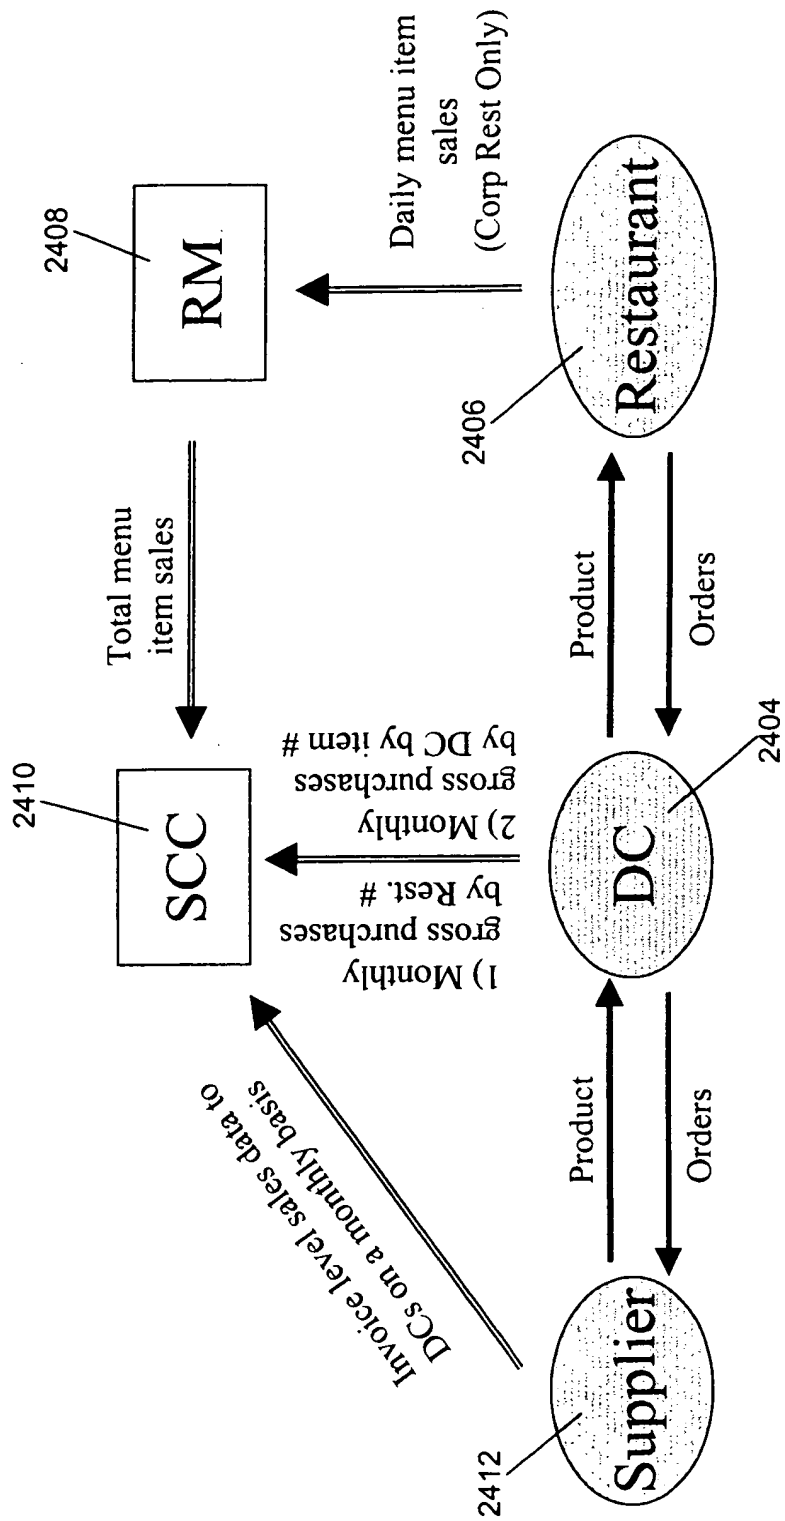 2410
SCC
Total menu
item sales
2408
RM
Invoice level sales data to
DCs on a monthly basis
1) Monthly
gross purchases
by Rest. #
2) Monthly
gross purchases
by DC by item #
Daily menu item
sales
(Corp Rest Only)
2412
Supplier
Product
Orders
DC
2404
Product
Orders
2406
Restaurant